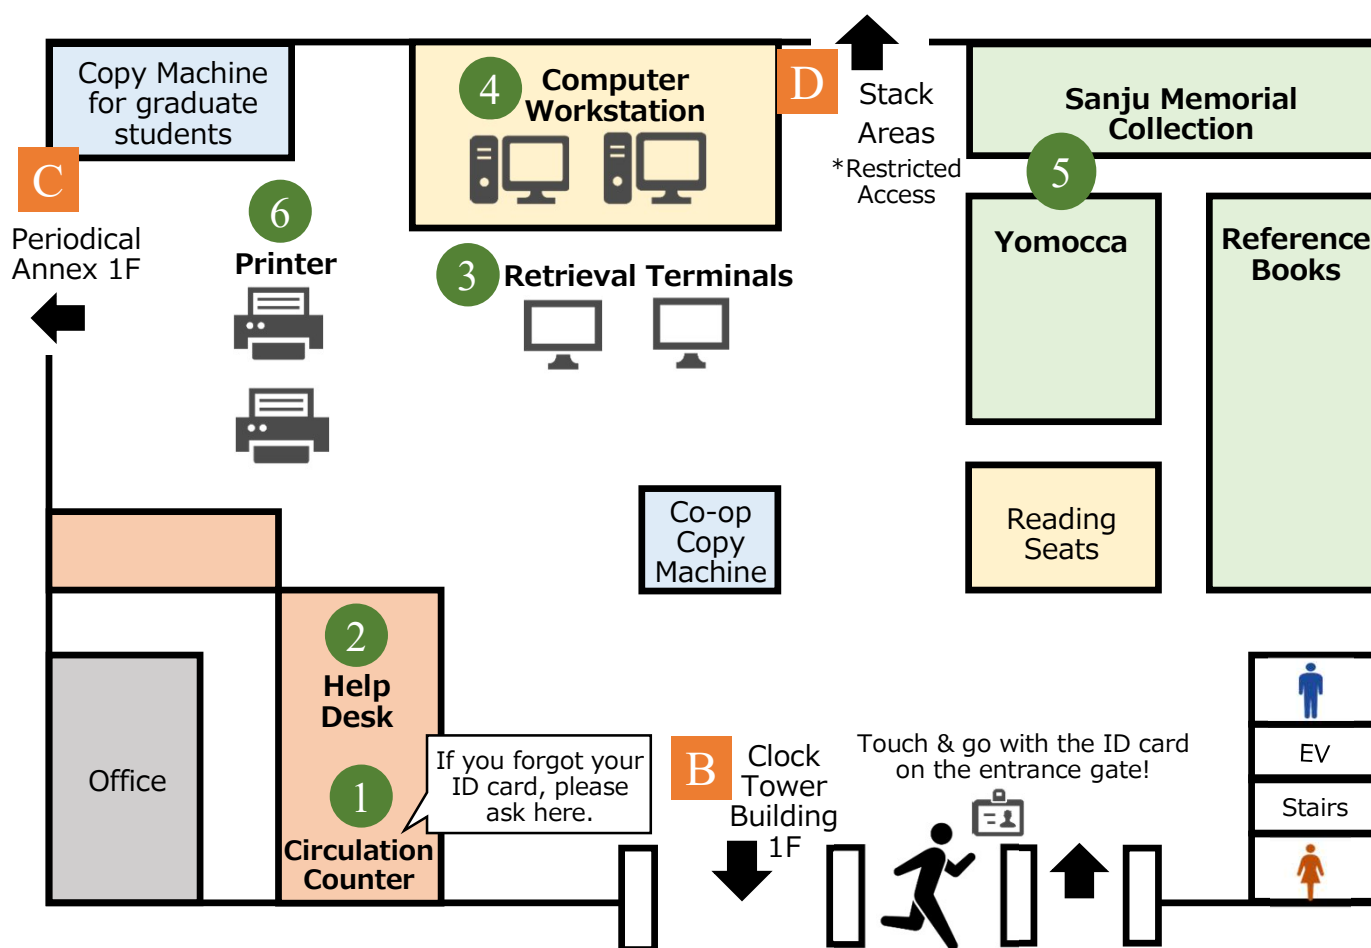 Copy Machine
for graduate
students
C
Periodical
Annex 1F
6
Printer
4
Computer
Workstation
3
Retrieval Terminals
D
Stack
Areas
*Restricted
Access
Sanju Memorial
Collection
5
Yomocca
Reference
Books
Co-op
Copy
Machine
Reading
Seats
2
Help
Desk
1
Circulation
Counter
If you forgot your
ID card, please
ask here.
Office
B
Clock
Tower
Building
1F
Touch & go with the ID card
on the entrance gate!
EV
Stairs